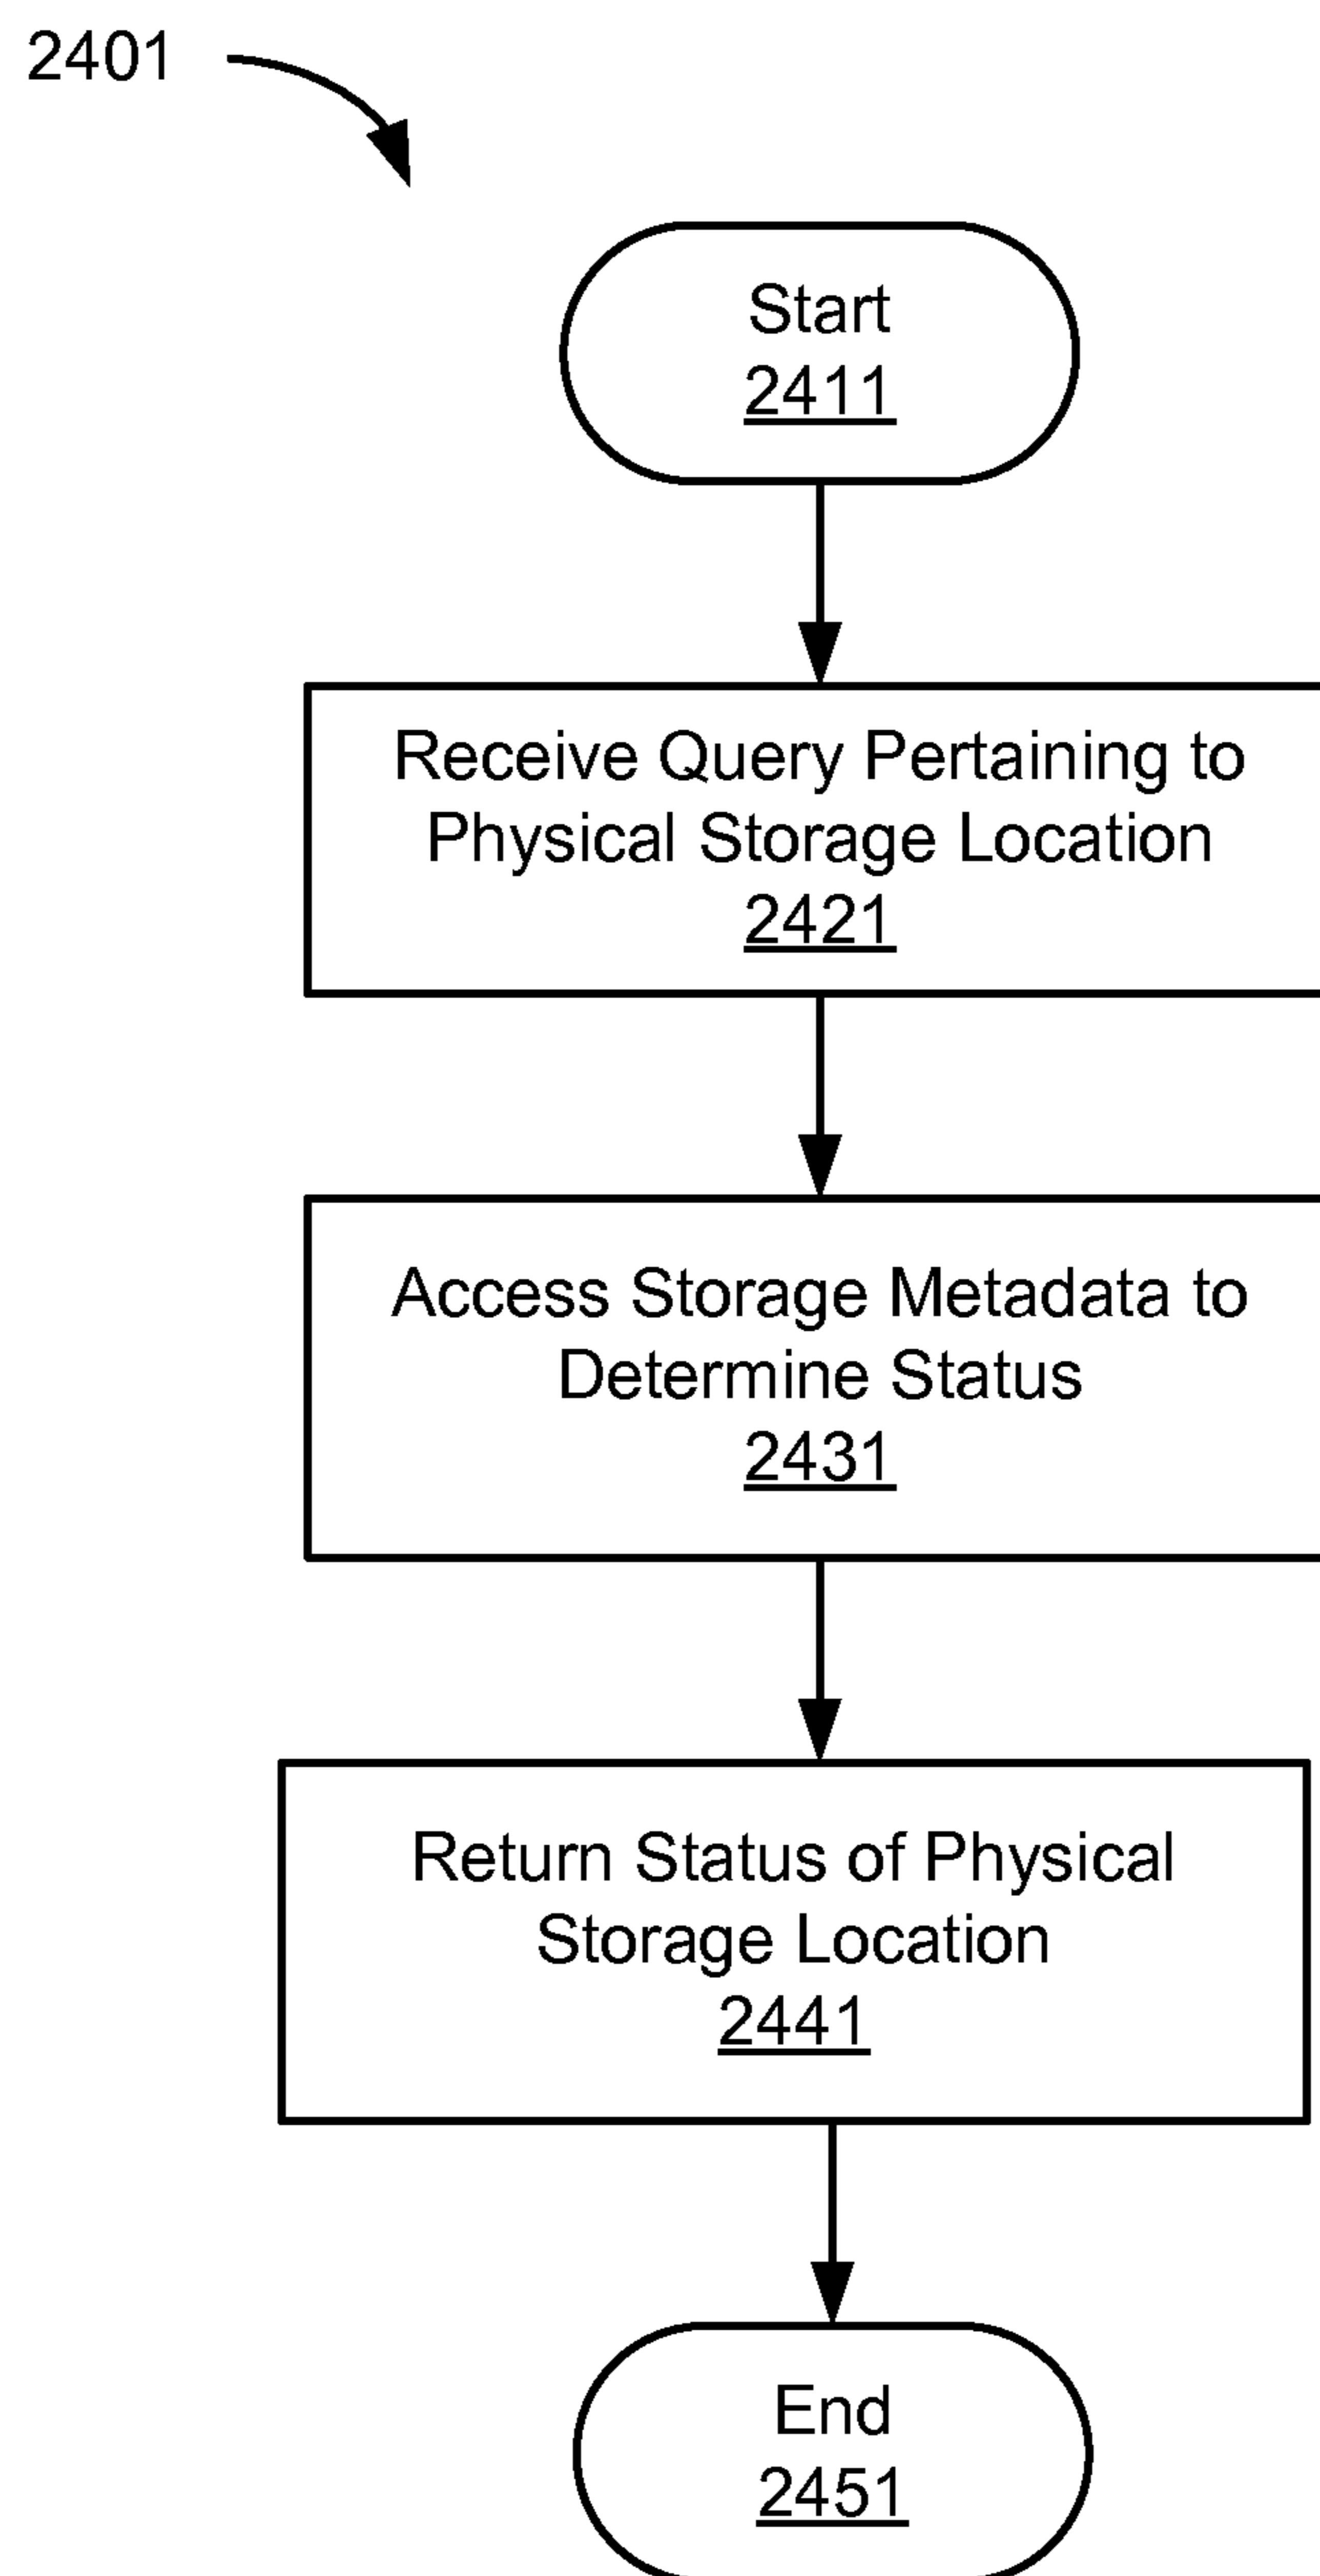 2401
Start
2411
Receive Query Pertaining to
Physical Storage Location
2421
Access Storage Metadata to
Determine Status
2431
Return Status of Physical
Storage Location
2441
End
2451